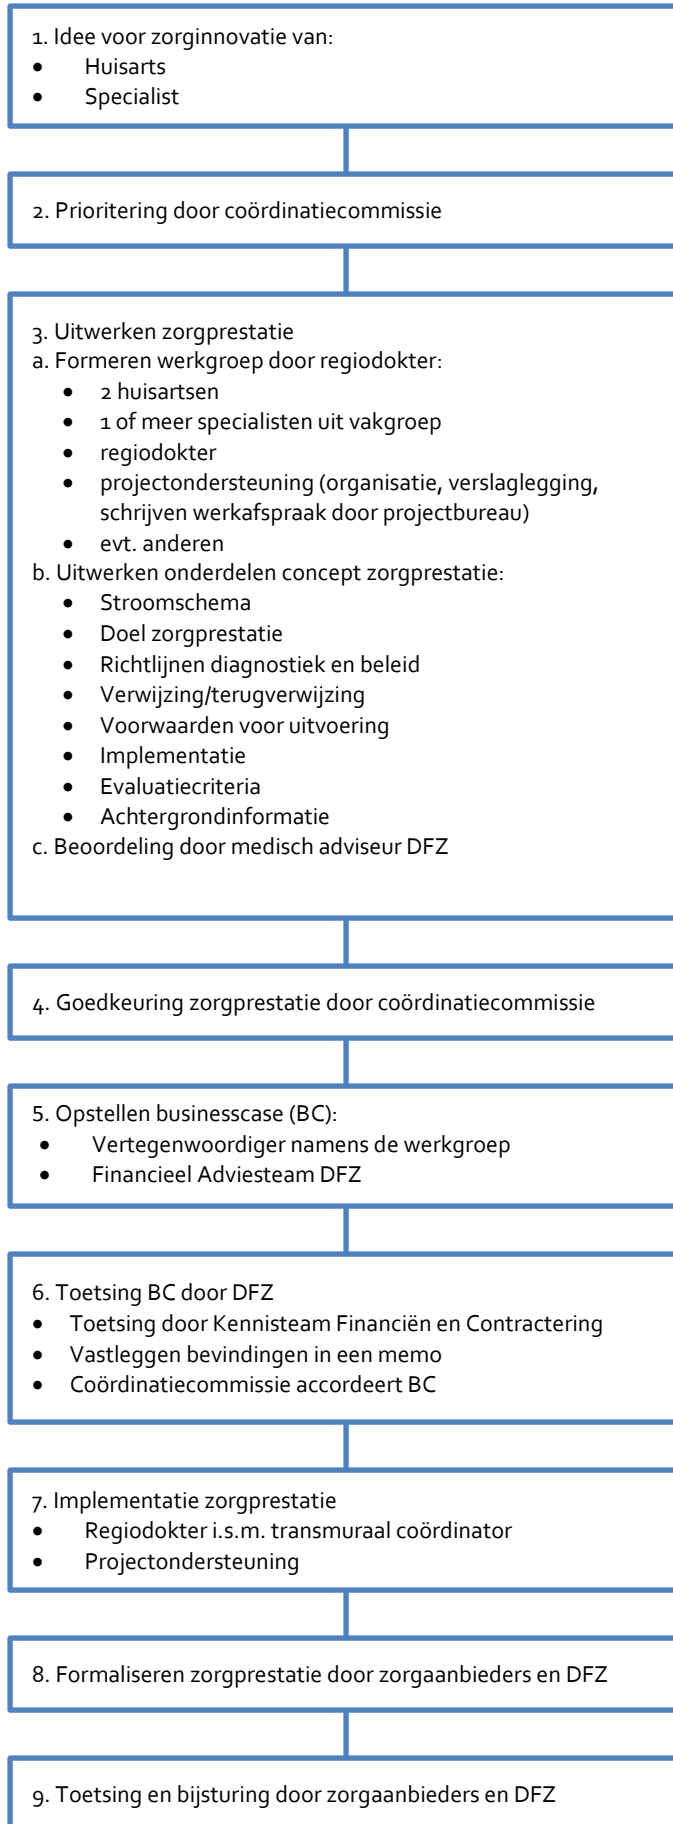 1. Idee voor zorginnovatie van:
• Huisarts
• Specialist
2. Prioritering door coördinatiecommissie
3. Uitwerken zorgprestatie
a. Formeren werkgroep door regiodokter:
• 2 huisartsen
• 1 of meer specialisten uit vakgroep
• regiodokter
• projectondersteuning (organisatie, verslaglegging,
schrijven werkafspraak door projectbureau)
• evt. anderen
b. Uitwerken onderdelen concept zorgprestatie:
• Stroomschema
• Doel zorgprestatie
• Richtlijnen diagnostiek en beleid
• Verwijzing/terugverwijzing
• Voorwaarden voor uitvoering
• Implementatie
• Evaluatiecriteria
• Achtergrondinformatie
c. Beoordeling door medisch adviseur DFZ
4. Goedkeuring zorgprestatie door coördinatiecommissie
5. Opstellen businesscase (BC):
• Vertegenwoordiger namens de werkgroep
• Financieel Adviesteam DFZ
6. Toetsing BC door DFZ
• Toetsing door Kennisteam Financiën en Contractering
• Vastleggen bevindingen in een memo
• Coördinatiecommissie accordeert BC
7. Implementatie zorgprestatie
• Regiodokter i.s.m. transmuraal coördinator
• Projectondersteuning
8. Formaliseren zorgprestatie door zorgaanbieders en DFZ
9. Toetsing en bijsturing door zorgaanbieders en DFZ